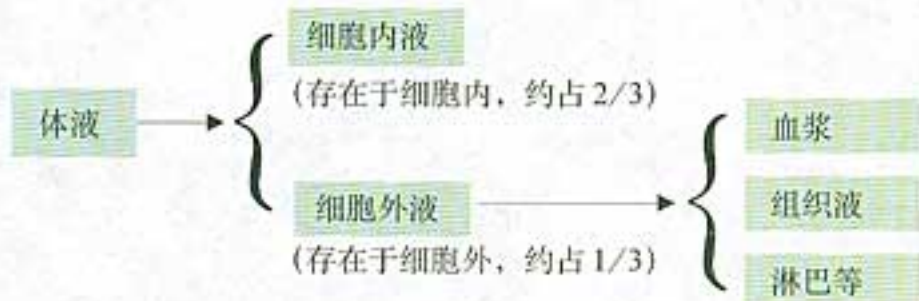 体液
细胞内液
(存在于细胞内，约占2/3)
细胞外液
(存在于细胞外，约占1/3)
血浆
组织液
淋巴等